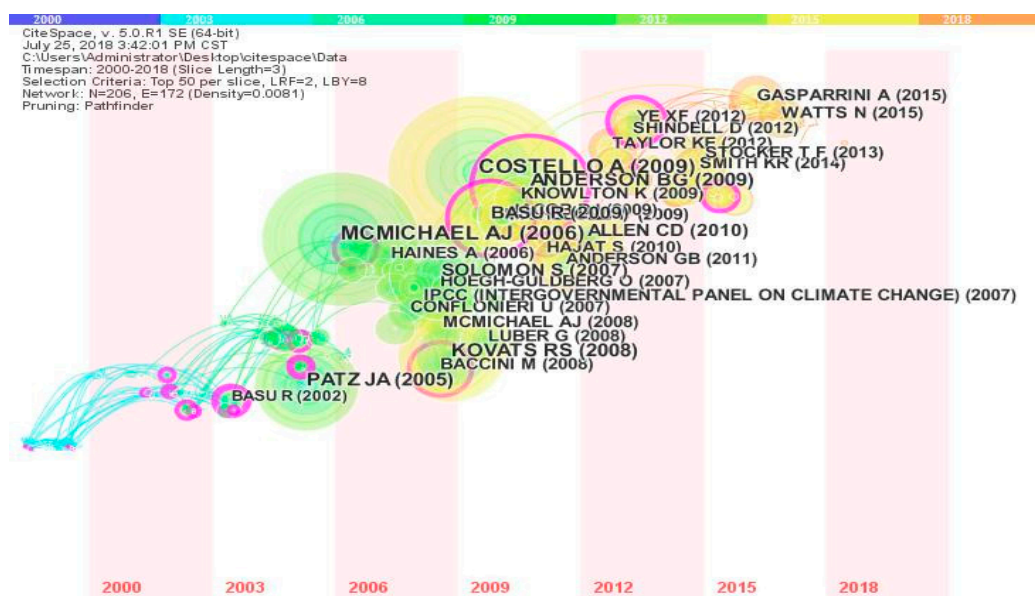 2000 2003 2006 2009 2012 2015 2018
CiteSpace, v. 5.0.R1 SE (64-bit)
July 25, 2018 3:42:01 PM CST
C:\Users\Administrator\Desktop\citespace\Data
Timespan: 2000-2018 (Slice Length=3)
Selection Criteria: Top 50 per slice, LRF=2, LBY=8
Network: N=206, E=172 (Density=0.0081)
Pruning: Pathfinder
GASPARRINI A (2015)
WATTS N (2015)
YE XF (2012)
SHINDELL D (2012)
TAYLOR KE (2012)
STOCKER T F (2013)
SMITH KR (2014)
COSTELLO A (2009)
ANDERSON BG (2009)
KNOWLTON K (2009)
BASU R (2009)
(2009)
MCMICHAEL AJ (2006)
ALLEN CD (2010)
HAJAT S (2010)
HAINES A (2006)
ANDERSON GB (2011)
SOLOMON S (2007)
HOEGH-GULDBERG O (2007)
IPCC (INTERGOVERNMENTAL PANEL ON CLIMATE CHANGE) (2007)
CONFLONIERI U (2007)
MCMICHAEL AJ (2008)
LUBER G (2008)
KOVATS RS (2008)
BACCINI M (2008)
PATZ JA (2005)
BASU R (2002)
2000 2003 2006 2009 2012 2015 2018